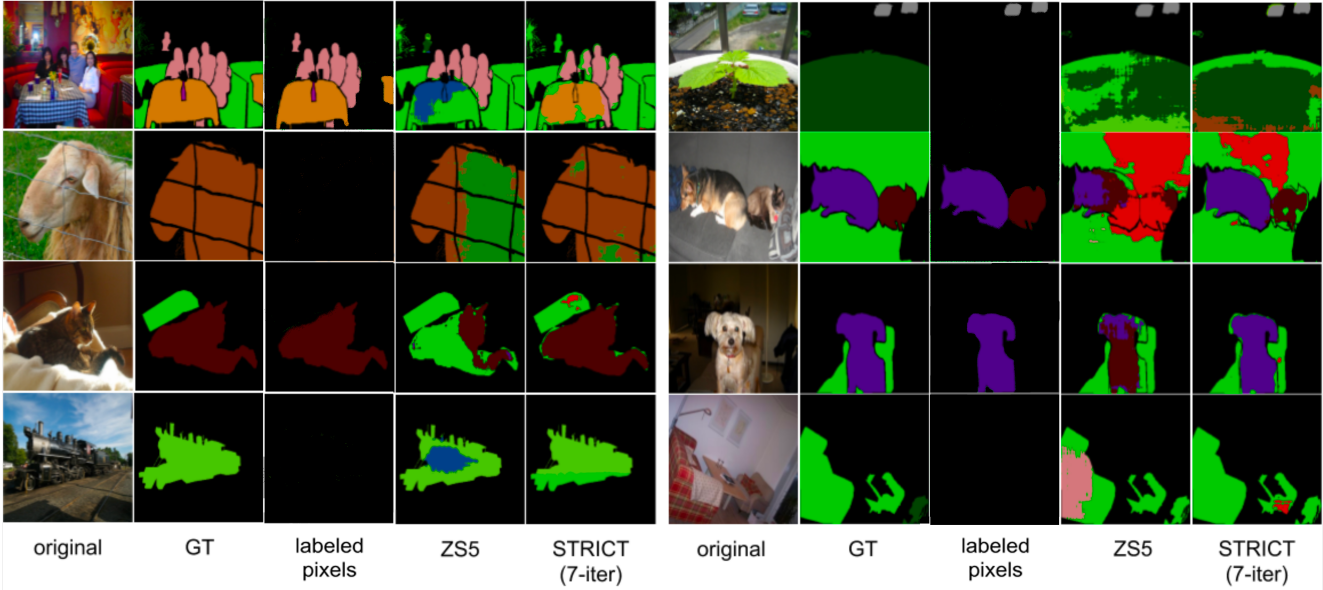 original GT labeled pixels ZS5 STRICT (7-iter) original GT labeled pixels ZS5 STRICT (7-iter)